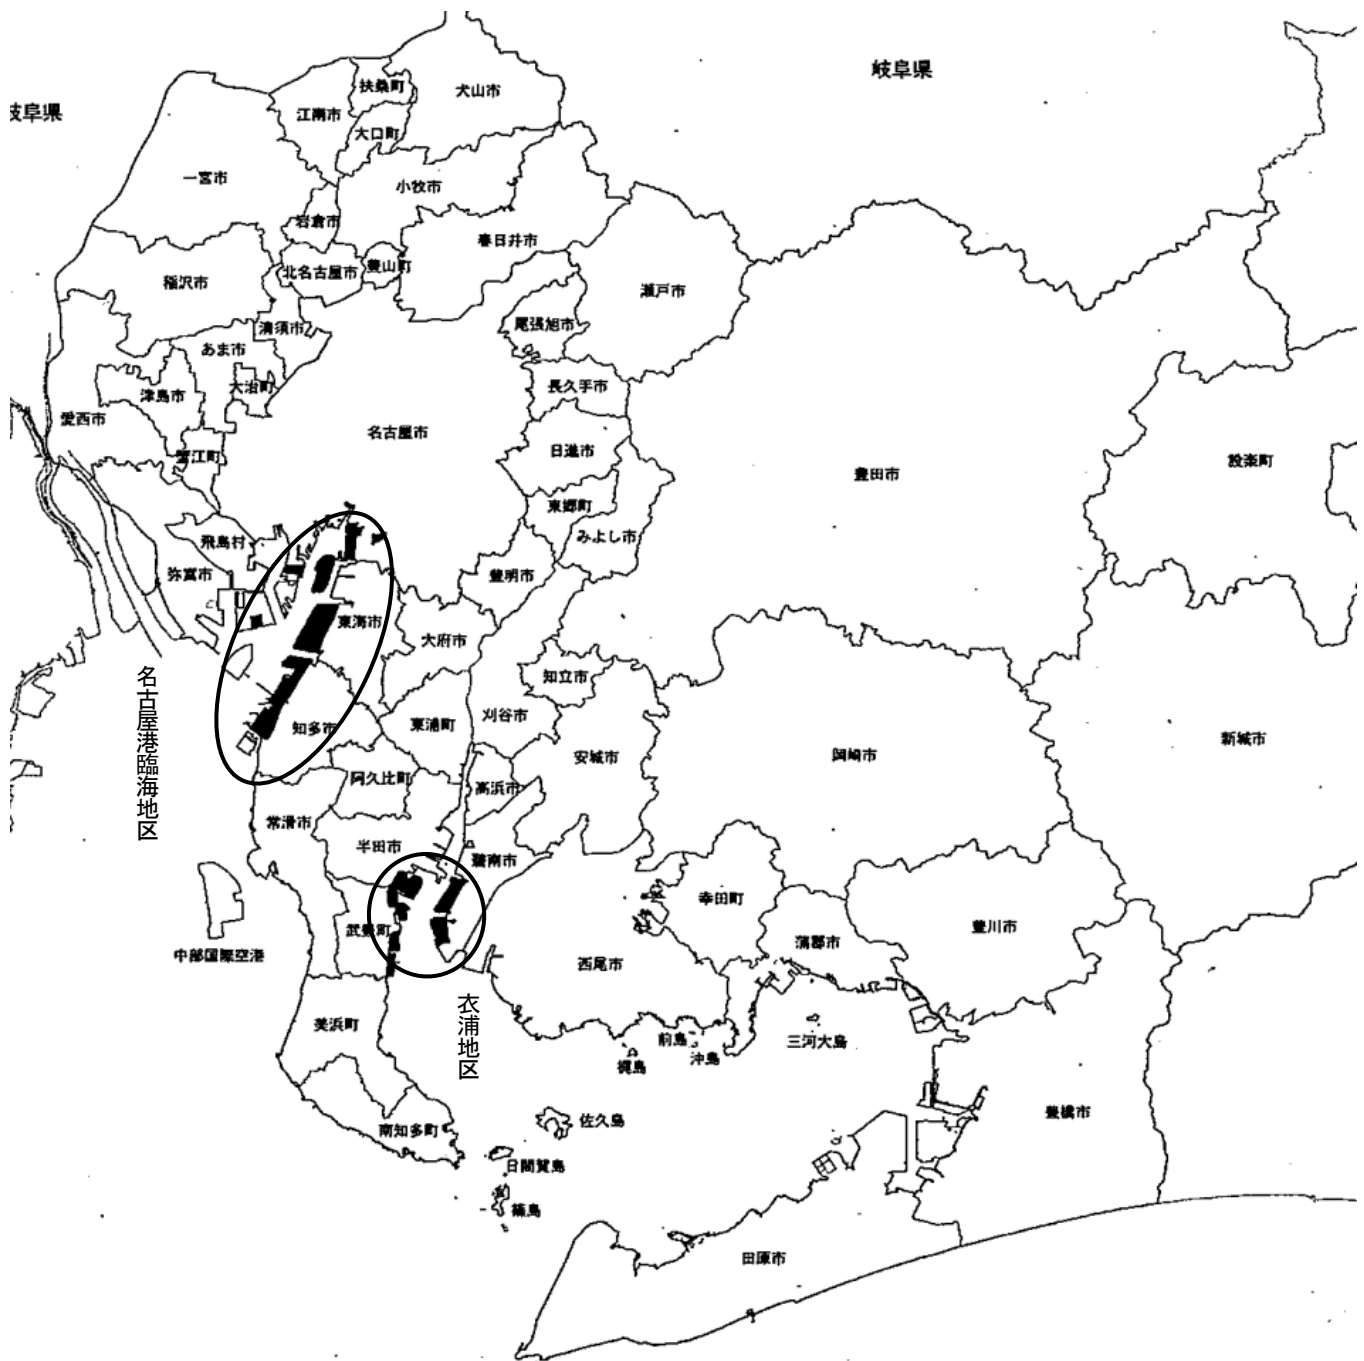 岐阜県
岐阜県
扶桑町
犬山市
江南市
大口町
一宮市
小牧市
岩倉市
春日井市
北名古屋市
豊山町
稲沢市
瀬戸市
清須市
尾張旭市
あま市
大治町
長久手市
津島市
愛西市
名古屋市
日進市
蟹江町
設楽町
豊田市
東郷町
みよし市
飛島村
弥富市
豊明市
東海市
大府市
知立市
名古屋港臨海地区
知多市
東浦町
刈谷市
安城市
岡崎市
新城市
阿久比町
高浜市
常滑市
半田市
碧南市
幸田町
武豊町
豊川市
蒲郡市
中部国際空港
西尾市
衣浦地区
美浜町
前島
沖島
梶島
三河大島
佐久島
豊橋市
南知多町
日間賀島
篠島
田原市